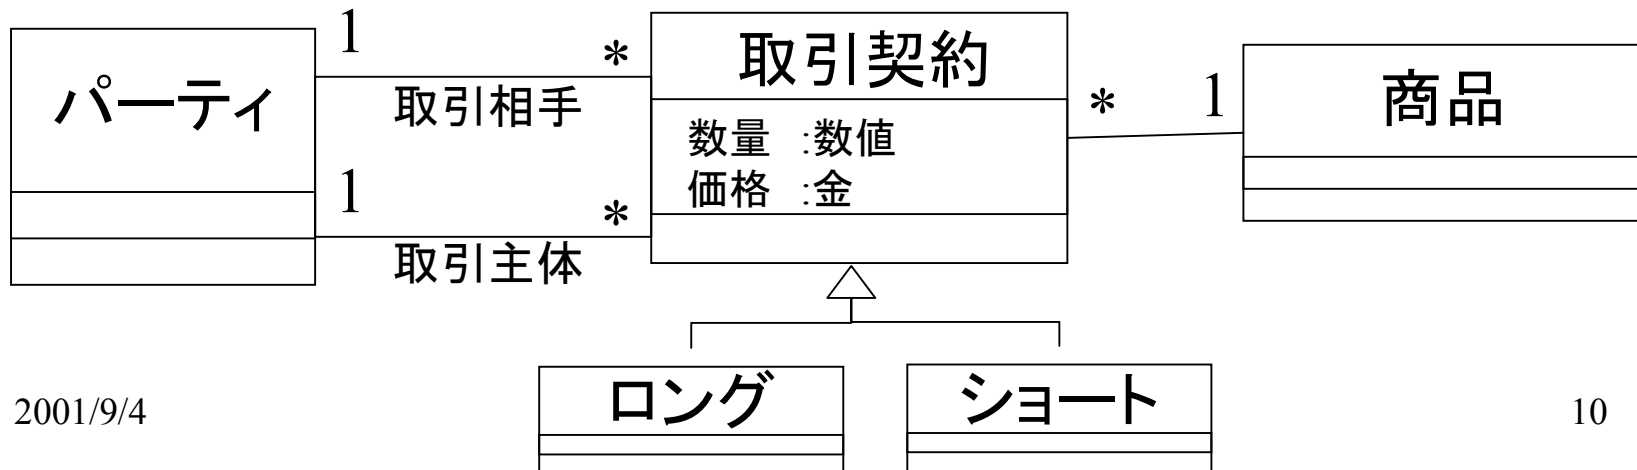 パーティ
1
*
取引相手
1
*
取引主体
取引契約
数量 :数値
価格 :金
*
1
商品
ロング
ショート
2001/9/4
10